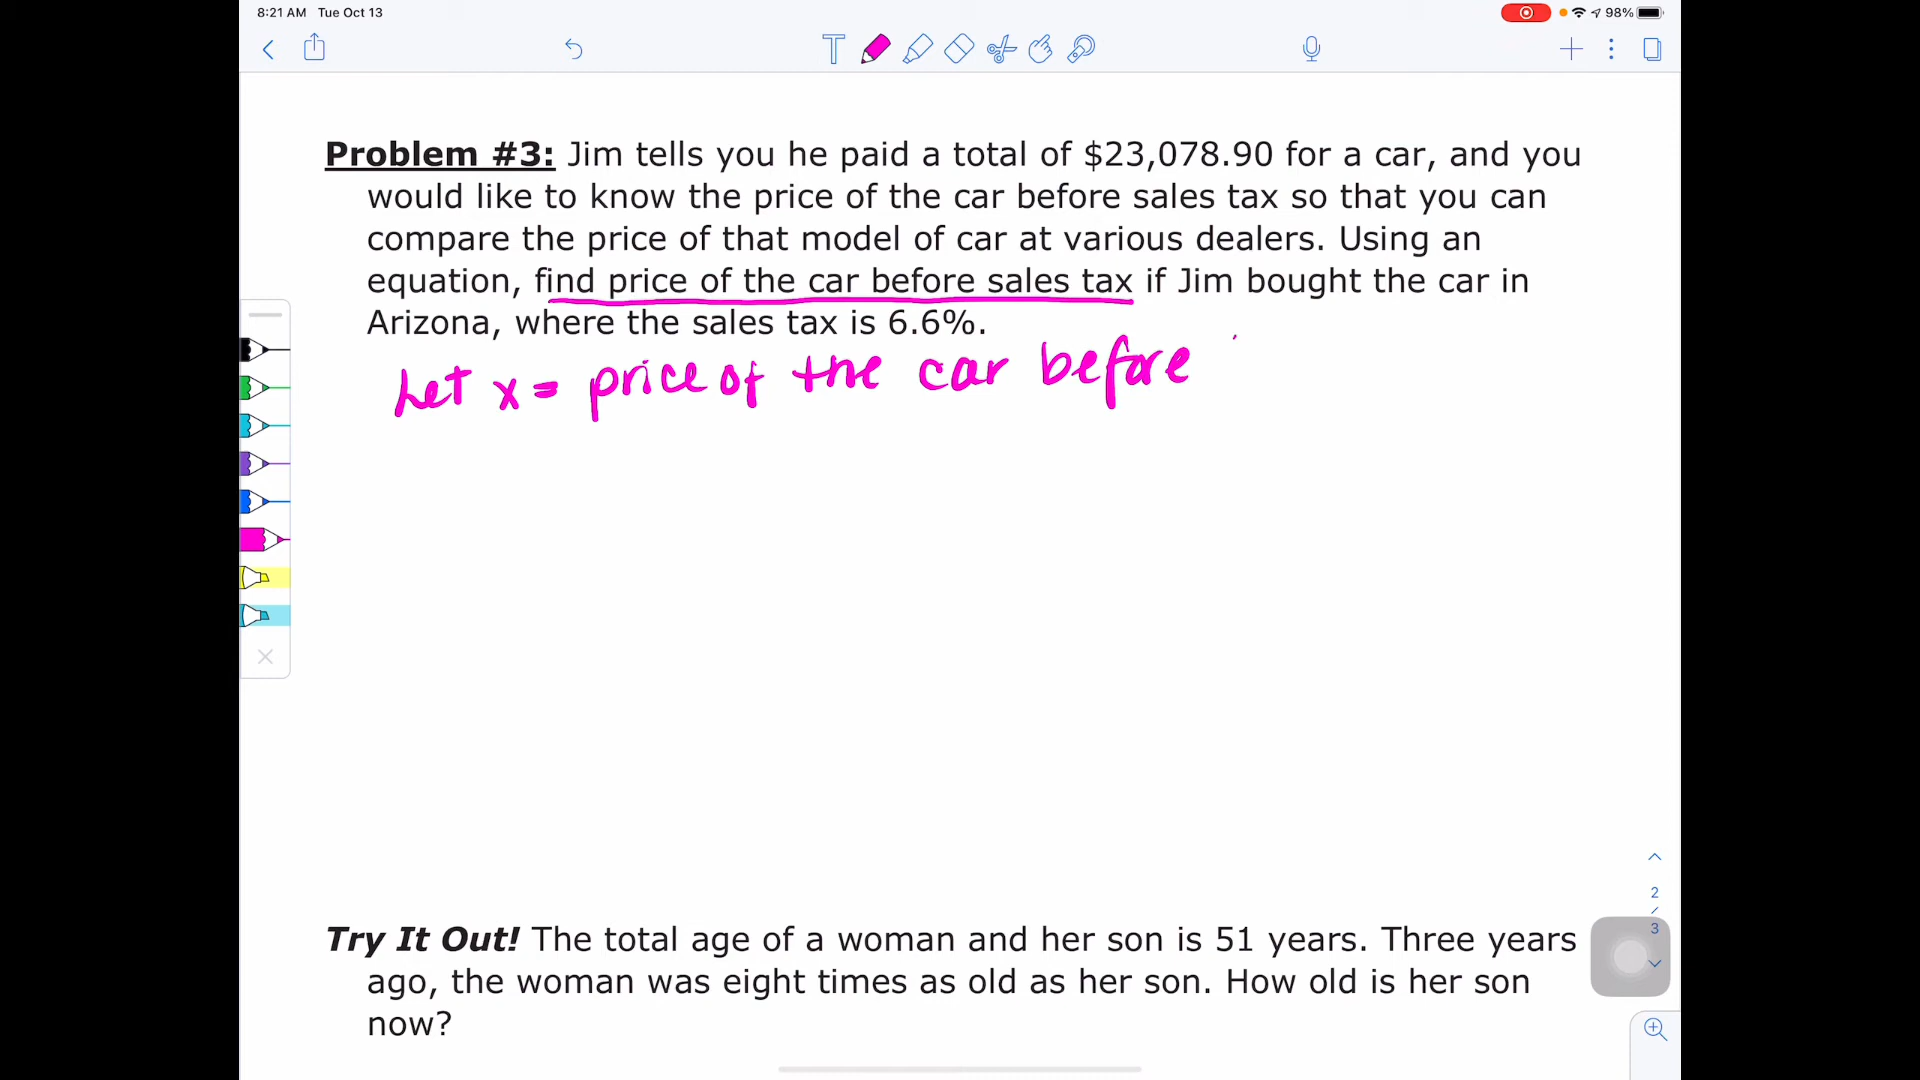 8:21 AM Tue Oct 13
98%
Problem #3: Jim tells you he paid a total of $23,078.90 for a car, and you
would like to know the price of the car before sales tax so that you can
compare the price of that model of car at various dealers. Using an
equation, find price of the car before sales tax if Jim bought the car in
Arizona, where the sales tax is 6.6%.
Let x = price of the car before
2
/
3
Try It Out! The total age of a woman and her son is 51 years. Three years
ago, the woman was eight times as old as her son. How old is her son
now?